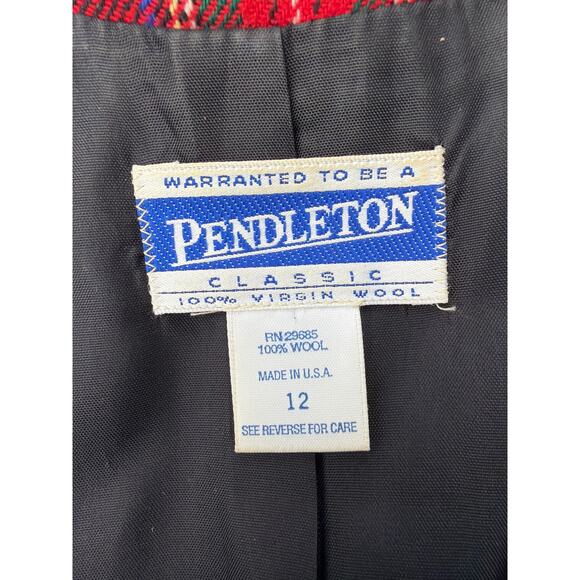 WARRANTED TO BE A
PENDLETON
CLASSIC
100% VIRGIN WOOL
RN 29685
100% WOOL
MADE IN U.S.A.
12
SEE REVERSE FOR CARE